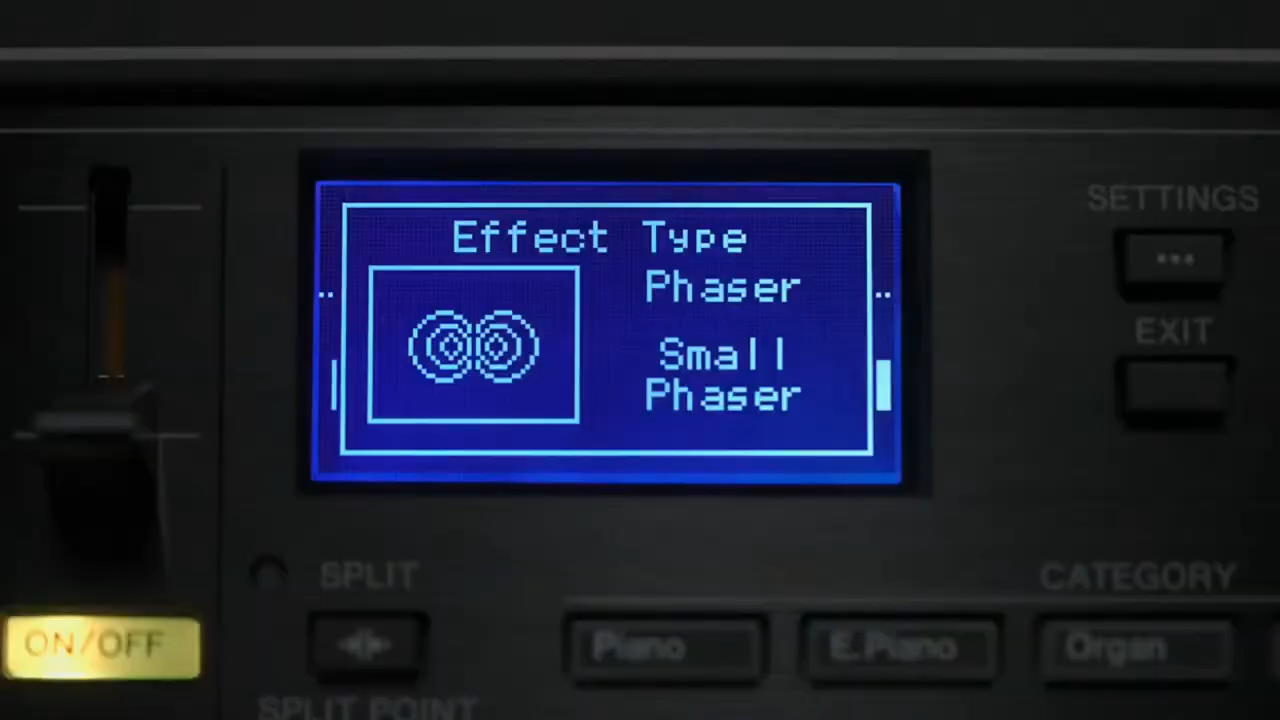 SETTINGS
Effect Type
Phaser
EXIT
Small
Phaser
SPLIT
CATEGORY
ON/OFF
Piano
E.Piano
Organ
SPLIT POINT